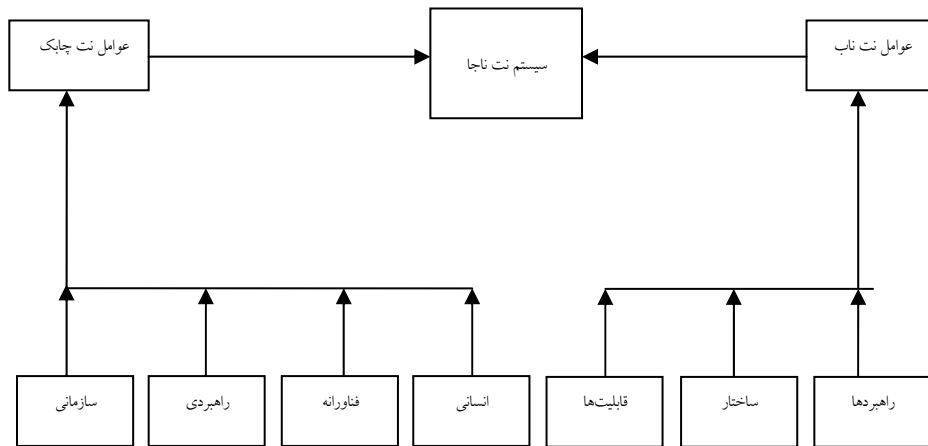 عوامل نت ناب
سیستم نت ناجا
عوامل نت چابک
راهبردها
ساختار
قابلیت‌ها
انسانی
فناورانه
راهبردی
سازمانی